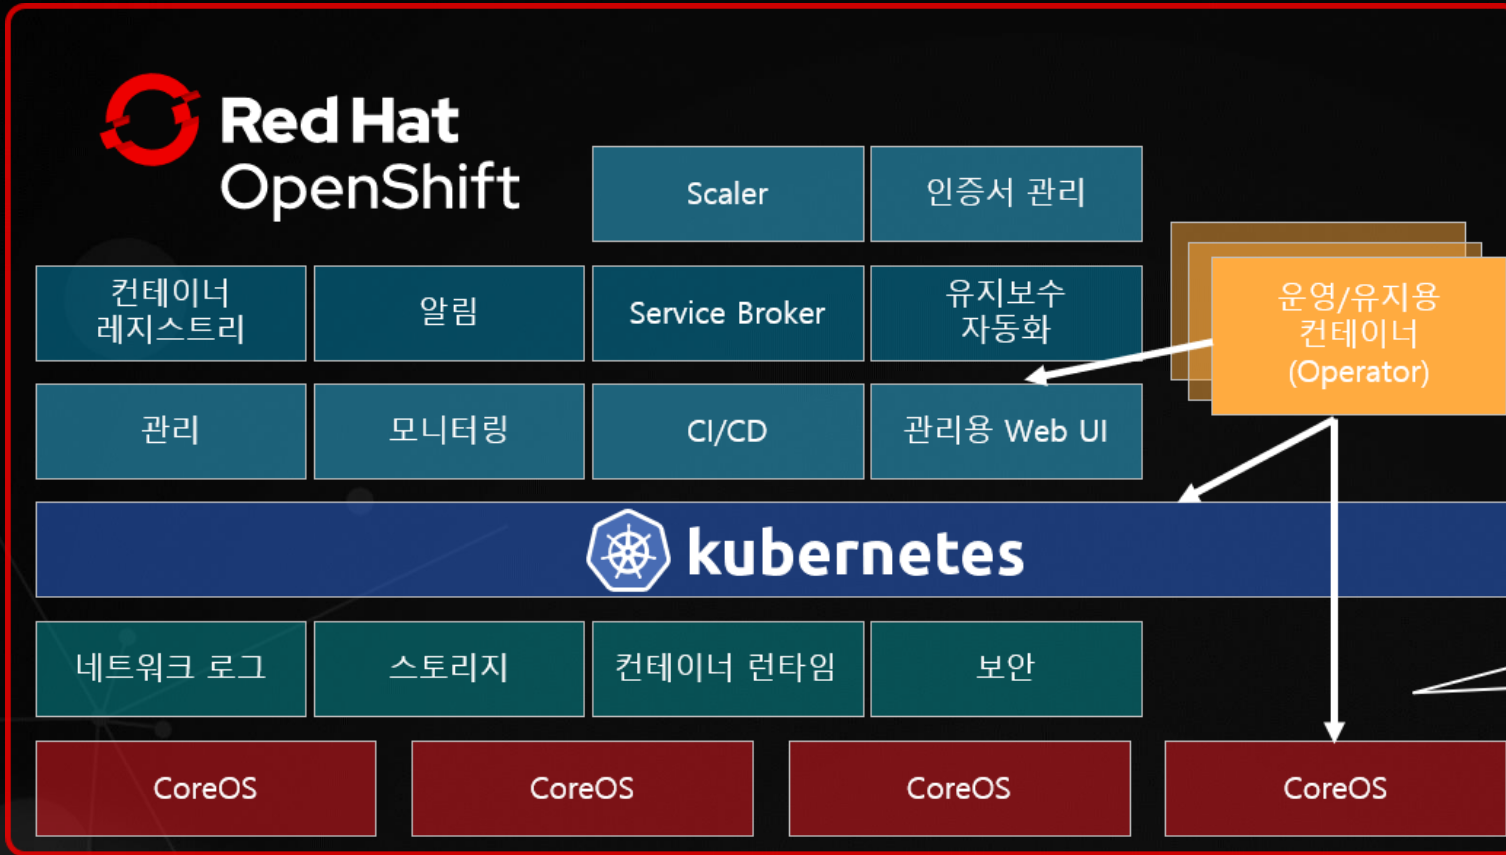 Red Hat
OpenShift
Scaler
인증서 관리
컨테이너
레지스트리
알림
Service Broker
유지보수
자동화
운영/유지용
컨테이너
(Operator)
관리
모니터링
CI/CD
관리용 Web UI
kubernetes
네트워크 로그
스토리지
컨테이너 런타임
보안
CoreOS
CoreOS
CoreOS
CoreOS